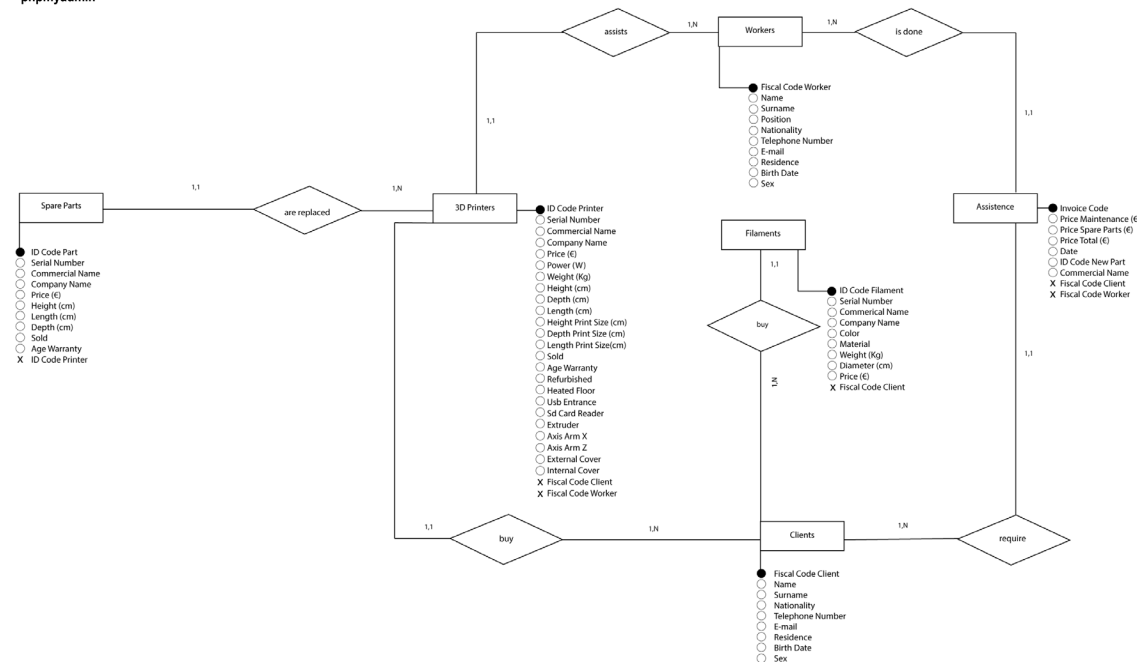 phpmyadmin
assists
1,N
Workers
1,N
is done
Fiscal Code Worker
Name
Surname
Position
Nationality
Telephone Number
E-mail
Residence
Birth Date
Sex
1,1
1,1
Spare Parts
1,1
are replaced
1,N
3D Printers
ID Code Part
Serial Number
Commercial Name
Company Name
Price (€)
Height (cm)
Length (cm)
Depth (cm)
Sold
Age Warranty
X ID Code Printer
ID Code Printer
Serial Number
Commercial Name
Company Name
Price (€)
Power (W)
Weight (Kg)
Height (cm)
Depth (cm)
Length (cm)
Height Print Size (cm)
Depth Print Size (cm)
Length Print Size(cm)
Sold
Age Warranty
Refurbished
Heated Floor
Usb Entrance
Sd Card Reader
Extruder
Axis Arm X
Axis Arm Z
External Cover
Internal Cover
X Fiscal Code Client
X Fiscal Code Worker
Filaments
1,1
ID Code Filament
Serial Number
Commerical Name
Company Name
Color
Material
Weight (Kg)
Diameter (cm)
Price (€)
X Fiscal Code Client
buy
1,N
Assistence
Invoice Code
Price Maintenance (€
Price Spare Parts (€)
Price Total (€)
Date
ID Code New Part
Commercial Name
X Fiscal Code Client
X Fiscal Code Worker
1,1
1,1
buy
1,N
Clients
1,N
require
Fiscal Code Client
Name
Surname
Nationality
Telephone Number
E-mail
Residence
Birth Date
Sex